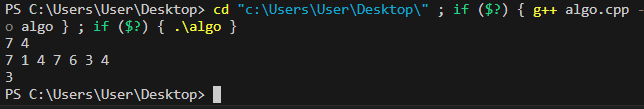 PS C:\Users\User\Desktop> cd "c:\Users\User\Desktop\" ; if ($?) { g++ algo.cpp -
o algo } ; if ($?) { .\algo }
7 4
7 1 4 7 6 3 4
3
PS C:\Users\User\Desktop>